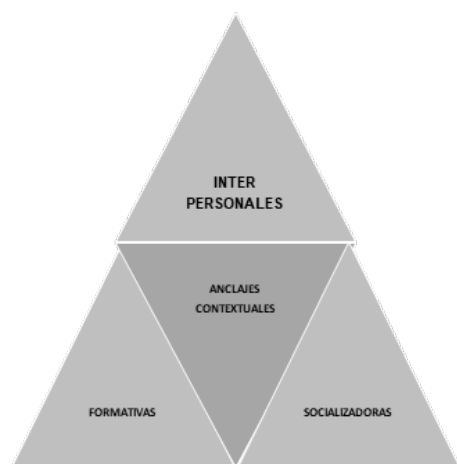 INTER
PERSONALES
ANCLAJES
CONTEXTUALES
FORMATIVAS
SOCIALIZADORAS